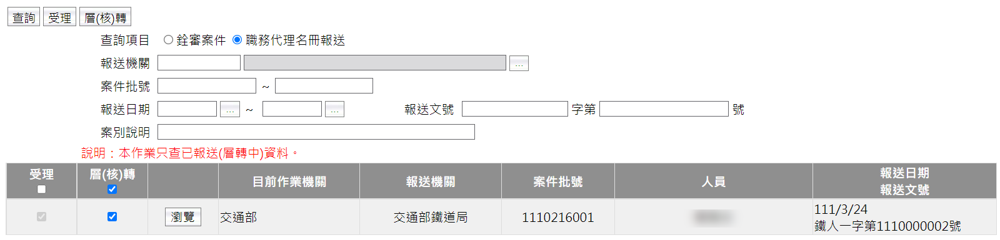 查詢 受理 層(核)轉
查詢項目 銓審案件 職務代理名冊報送
報送機關 ...
案件批號 ~
報送日期 ... ~ ... 報送文號 字第 號
案別說明
說明：本作業只查已報送(層轉中)資料。
受理 層(核)轉 目前作業機關 報送機關 案件批號 人員 報送日期
報送文號
瀏覽 交通部 交通部鐵道局 1110216001 111/3/24
鐵人一字第1110000002號